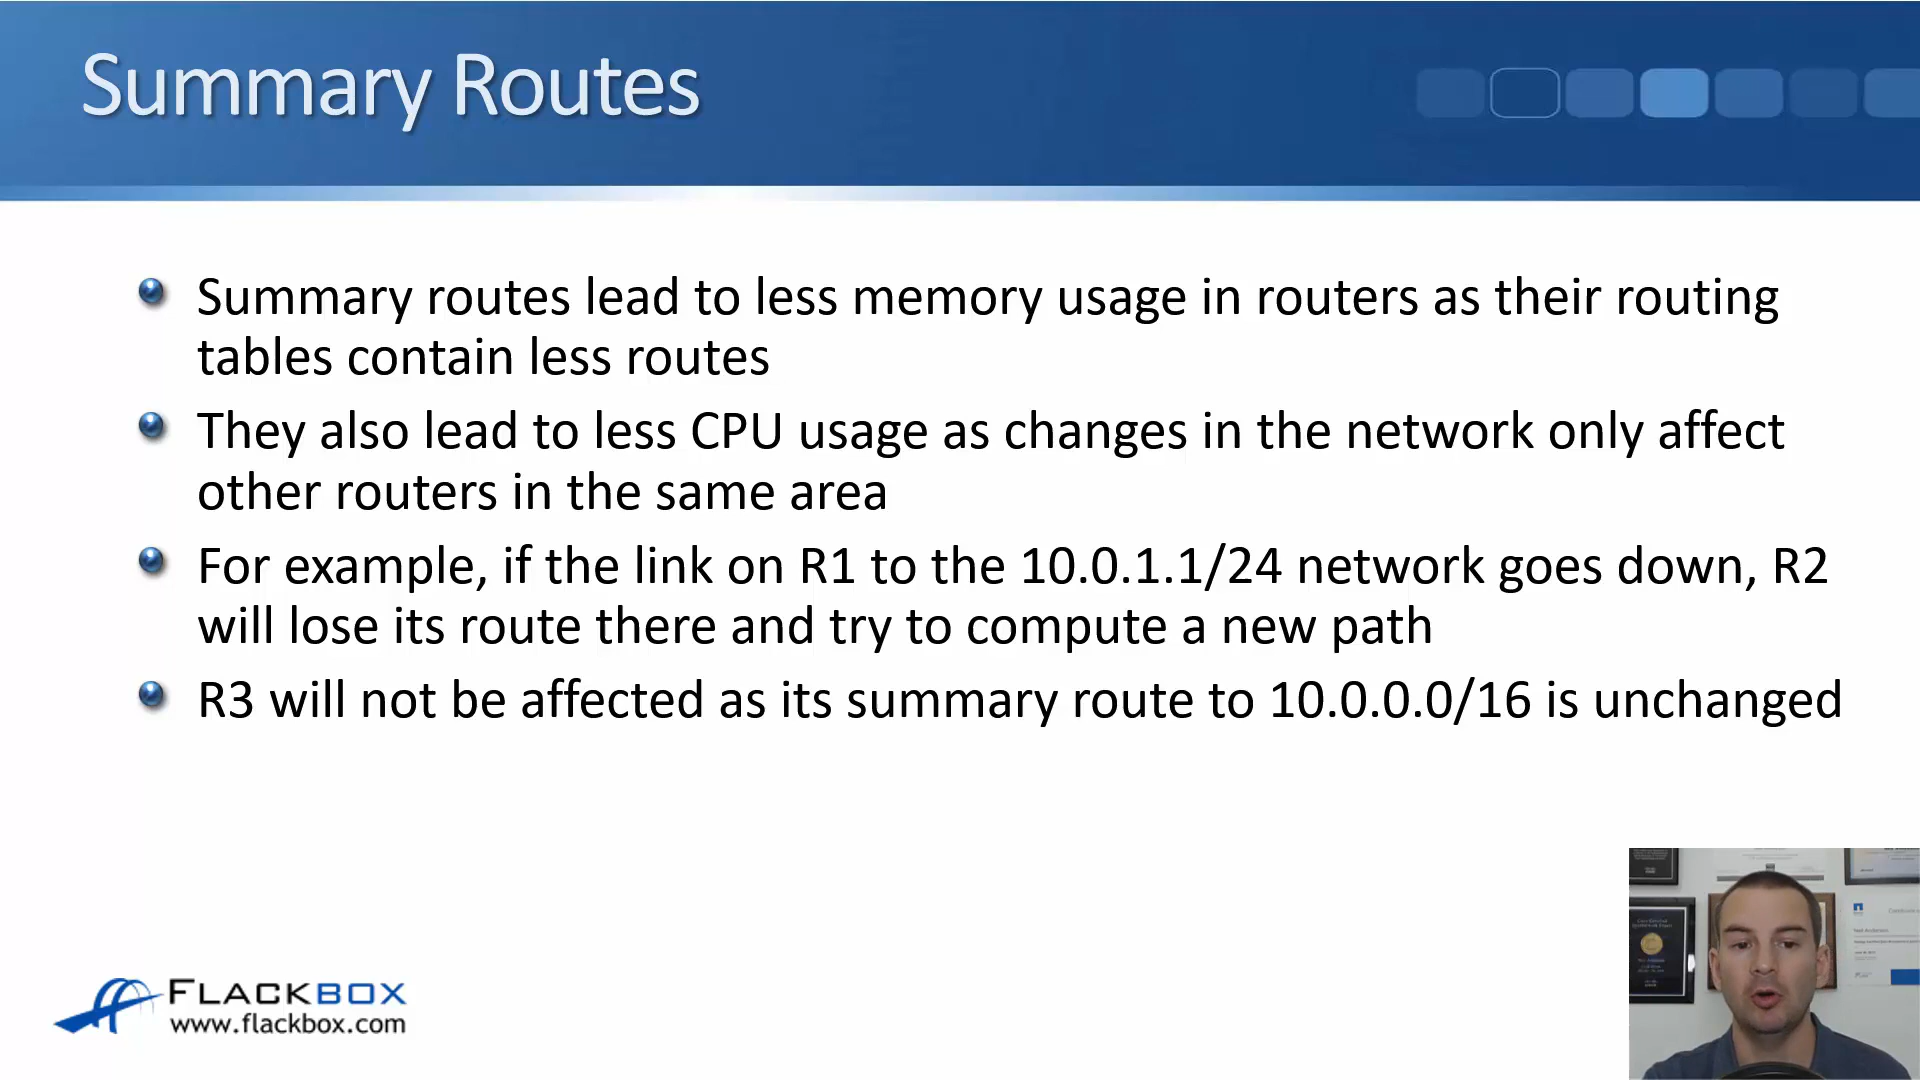 Summary Routes
Summary routes lead to less memory usage in routers as their routing
tables contain less routes
They also lead to less CPU usage as changes in the network only affect
other routers in the same area
For example, if the link on R1 to the 10.0.1.1/24 network goes down, R2
will lose its route there and try to compute a new path
R3 will not be affected as its summary route to 10.0.0.0/16 is unchanged
FLACKBOX
www.flackbox.com